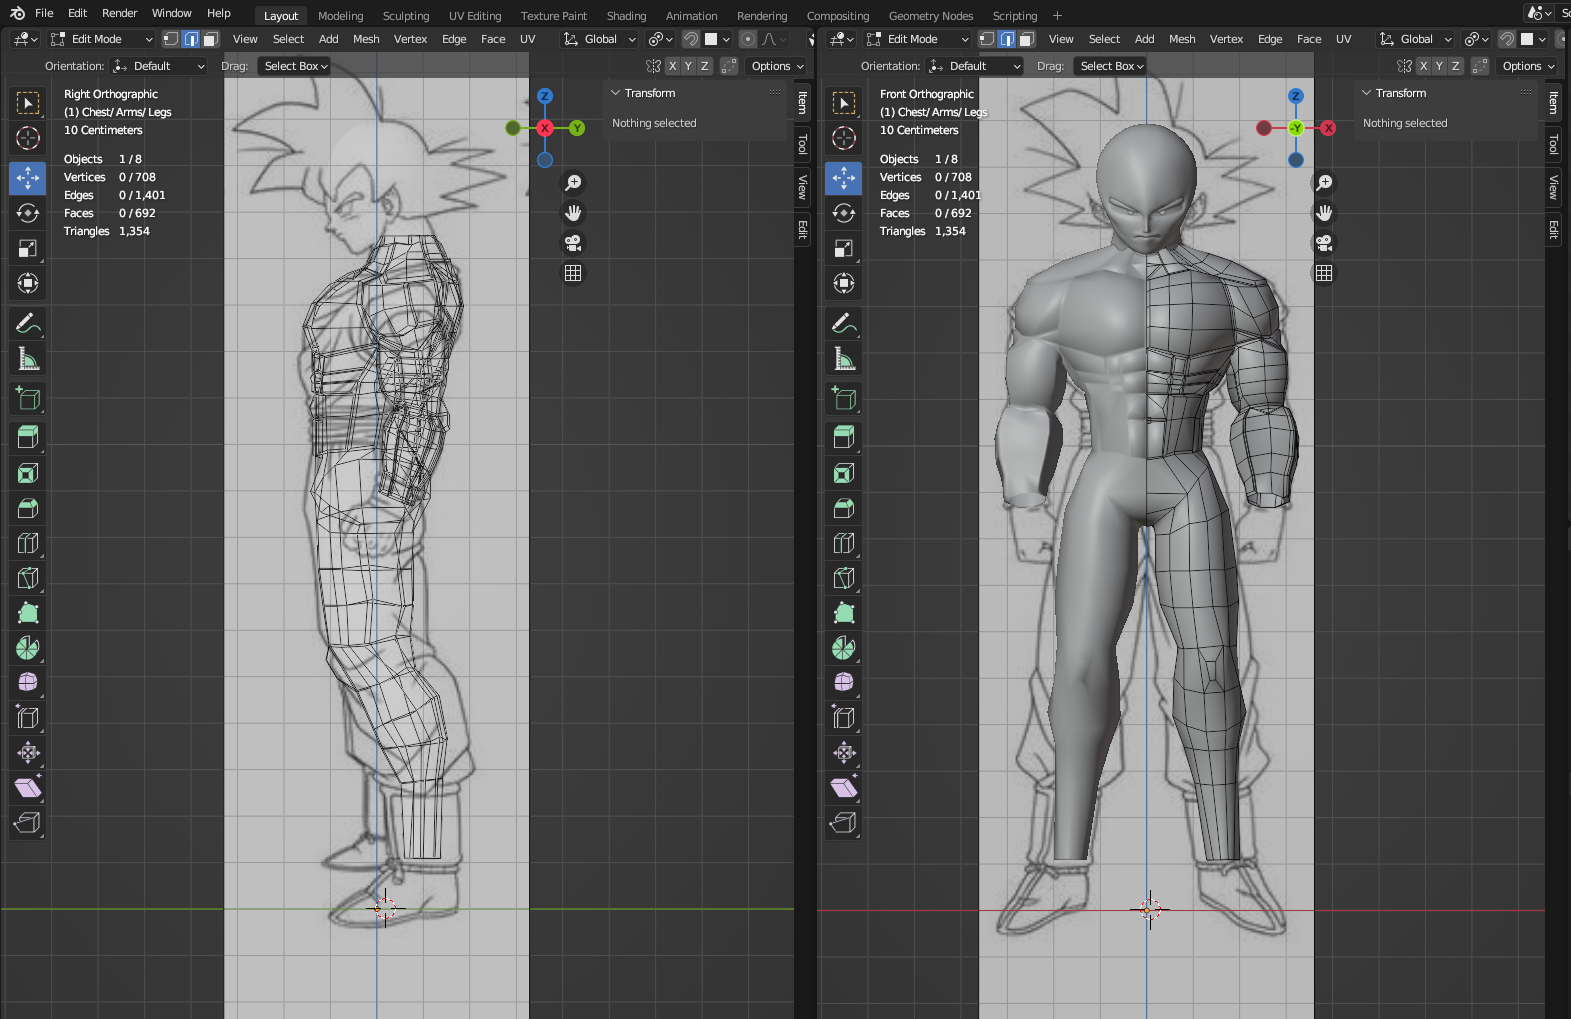 File Edit Render Window Help Layout Modeling Sculpting UV Editing Texture Paint Shading Animation Rendering Compositing Geometry Nodes Scripting + Sc
Edit Mode View Select Add Mesh Vertex Edge Face UV Global
Edit Mode View Select Add Mesh Vertex Edge Face UV Global
Orientation: Default Drag: Select Box X Y Z Options
Orientation: Default Drag: Select Box X Y Z Options
Right Orthographic
(1) Chest/ Arms/ Legs
10 Centimeters
Objects 1 / 8
Vertices 0 / 708
Edges 0 / 1,401
Faces 0 / 692
Triangles 1,354
Z
X
Y
Transform
Nothing selected
Item
Tool
View
Edit
Front Orthographic
(1) Chest/ Arms/ Legs
10 Centimeters
Objects 1 / 8
Vertices 0 / 708
Edges 0 / 1,401
Faces 0 / 692
Triangles 1,354
Z
-Y
X
Transform
Nothing selected
Item
Tool
View
Edit